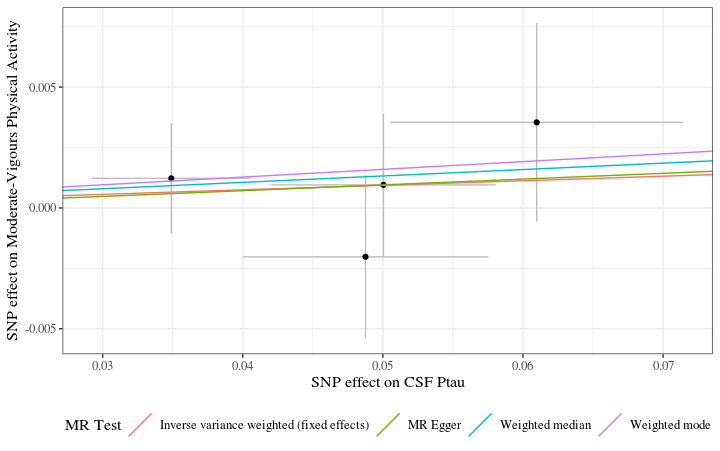 SNP effect on Moderate-Vigours Physical Activity
0.005
0.000
-0.005
0.03 0.04 0.05 0.06 0.07
SNP effect on CSF Ptau
MR Test Inverse variance weighted (fixed effects) MR Egger Weighted median Weighted mode